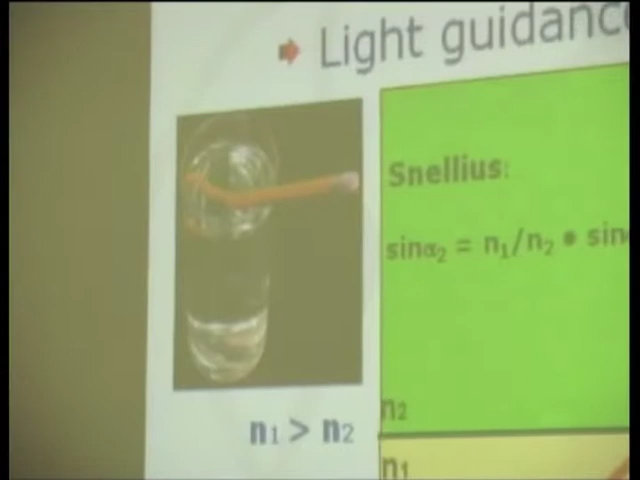 Light guidanc
Snellius:
sinα₂ = n₁/n₂ • sin
n₂
n₁ > n₂
n₁